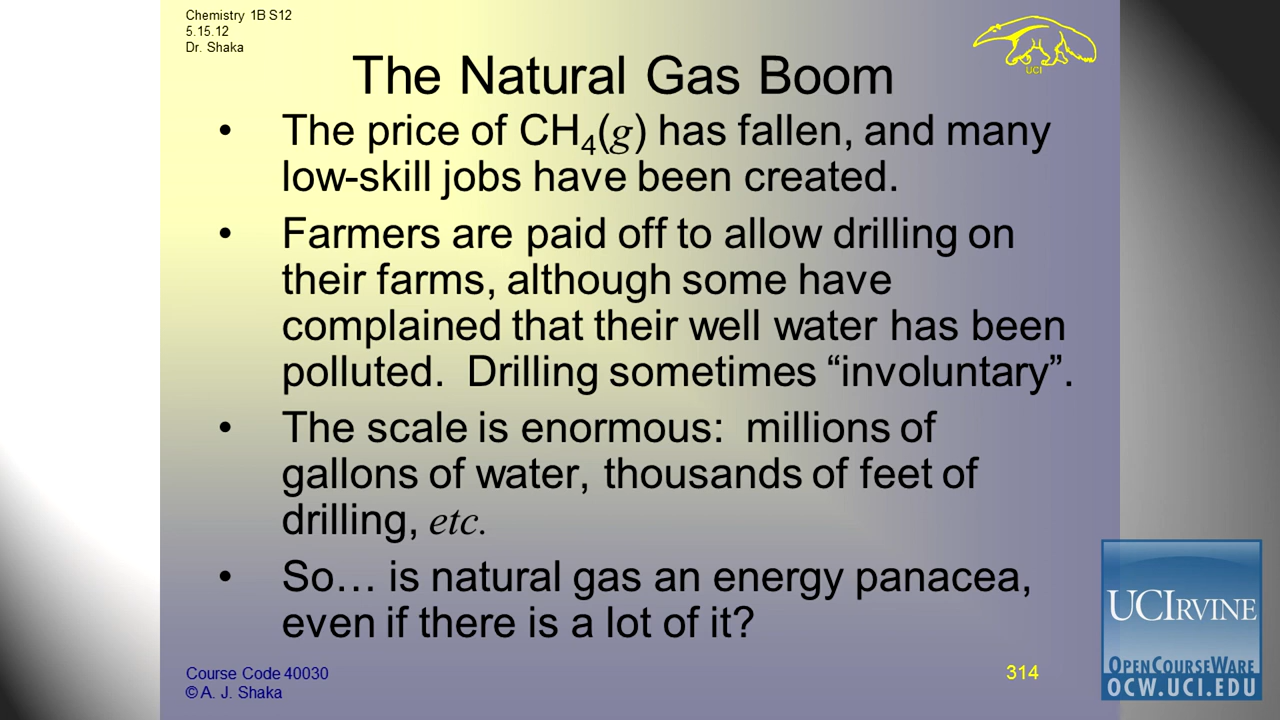 Chemistry 1B S12
5.15.12
Dr. Shaka
UCI
The Natural Gas Boom
• The price of CH₄(g) has fallen, and many
low-skill jobs have been created.
• Farmers are paid off to allow drilling on
their farms, although some have
complained that their well water has been
polluted.  Drilling sometimes “involuntary”.
• The scale is enormous:  millions of
gallons of water, thousands of feet of
drilling, etc.
• So… is natural gas an energy panacea,
even if there is a lot of it?
Course Code 40030
© A. J. Shaka
314
UCIRVINE
OPENCOURSEWARE
OCW.UCI.EDU